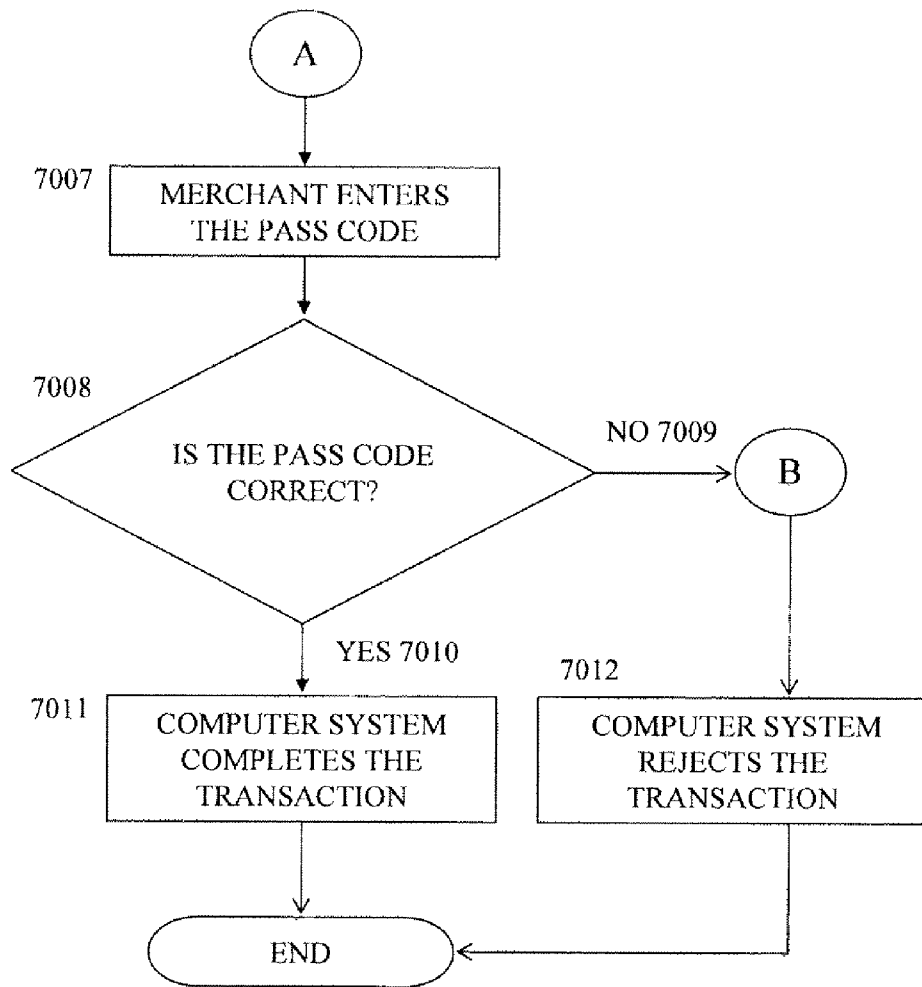 A
7007
MERCHANT ENTERS
THE PASS CODE
7008
IS THE PASS CODE
CORRECT?
NO 7009
B
YES 7010
7011
COMPUTER SYSTEM
COMPLETES THE
TRANSACTION
7012
COMPUTER SYSTEM
REJECTS THE
TRANSACTION
END